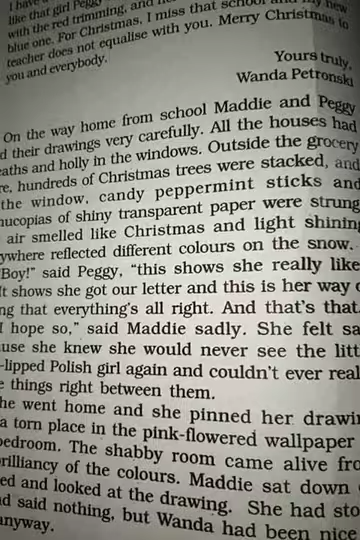 I have
like that girl Peggy
with the red trimming, and
blue one. For Christmas, I miss that school and my new
teacher does not equalise with you. Merry Christmas to
you and everybody.
Yours truly,
Wanda Petronski
On the way home from school Maddie and Peggy
d their drawings very carefully. All the houses had
eaths and holly in the windows. Outside the grocery
re, hundreds of Christmas trees were stacked, and
the window, candy peppermint sticks and
nucopias of shiny transparent paper were strung
air smelled like Christmas and light shining
ywhere reflected different colours on the snow.
"Boy!" said Peggy, "this shows she really like
It shows she got our letter and this is her way o
ng that everything's all right. And that's that.
I hope so," said Maddie sadly. She felt sa
use she knew she would never see the litt
-lipped Polish girl again and couldn't ever real
e things right between them.
he went home and she pinned her drawin
a torn place in the pink-flowered wallpaper
bedroom. The shabby room came alive fro
rilliancy of the colours. Maddie sat down
ed and looked at the drawing. She had sto
nd said nothing, but Wanda had been nice
anyway.